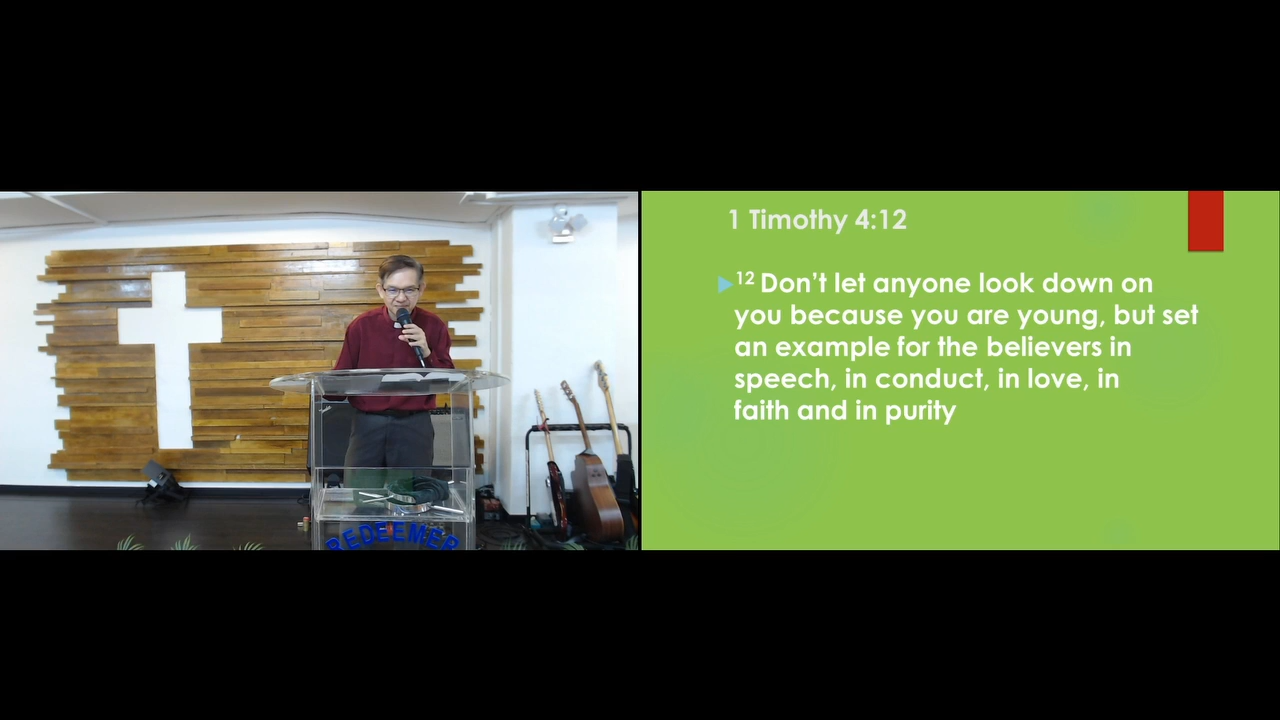 1 Timothy 4:12
12 Don’t let anyone look down on
you because you are young, but set
an example for the believers in
speech, in conduct, in love, in
faith and in purity
REDEEMER